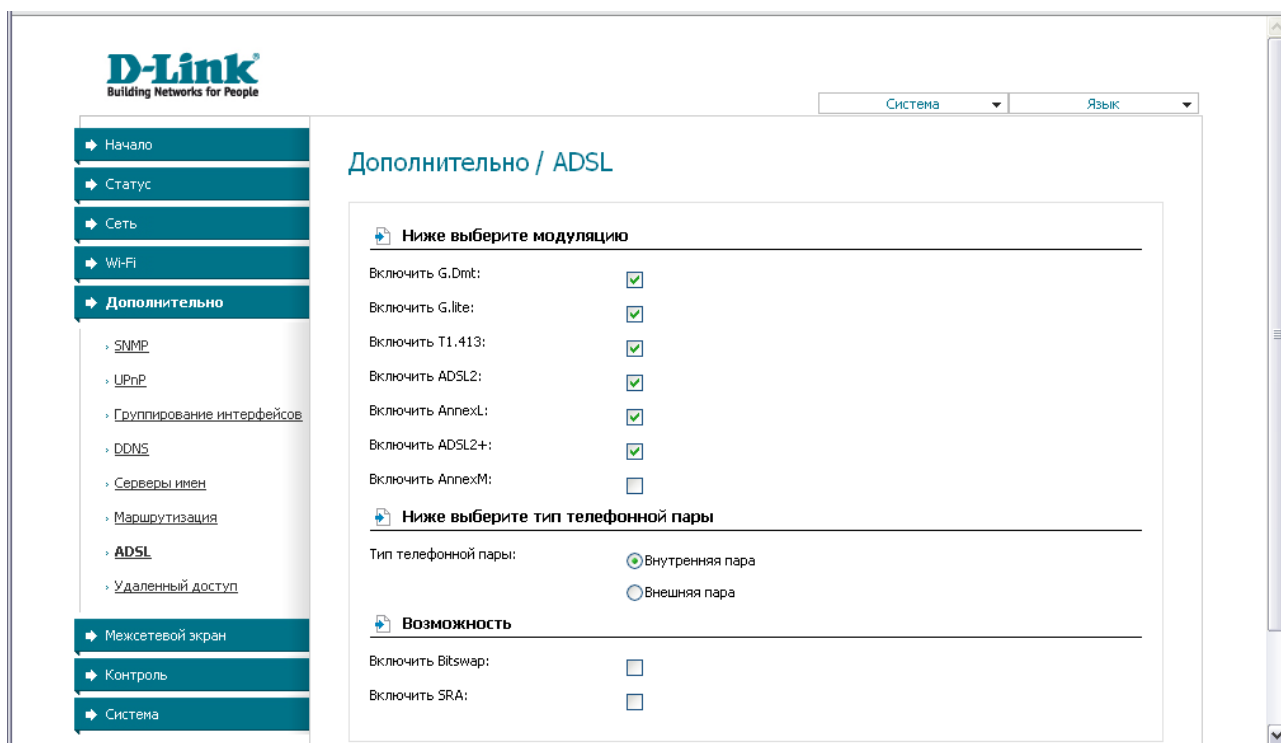 D-Link
Building Networks for People
Система
Язык
Начало
Статус
Сеть
Wi-Fi
Дополнительно
SNMP
UPnP
Группирование интерфейсов
DDNS
Серверы имен
Маршрутизация
ADSL
Удаленный доступ
Межсетевой экран
Контроль
Система
Дополнительно / ADSL
Ниже выберите модуляцию
Включить G.Dmt:
Включить G.lite:
Включить T1.413:
Включить ADSL2:
Включить AnnexL:
Включить ADSL2+:
Включить AnnexM:
Ниже выберите тип телефонной пары
Тип телефонной пары:
Внутренняя пара
Внешняя пара
Возможность
Включить Bitswap:
Включить SRA: